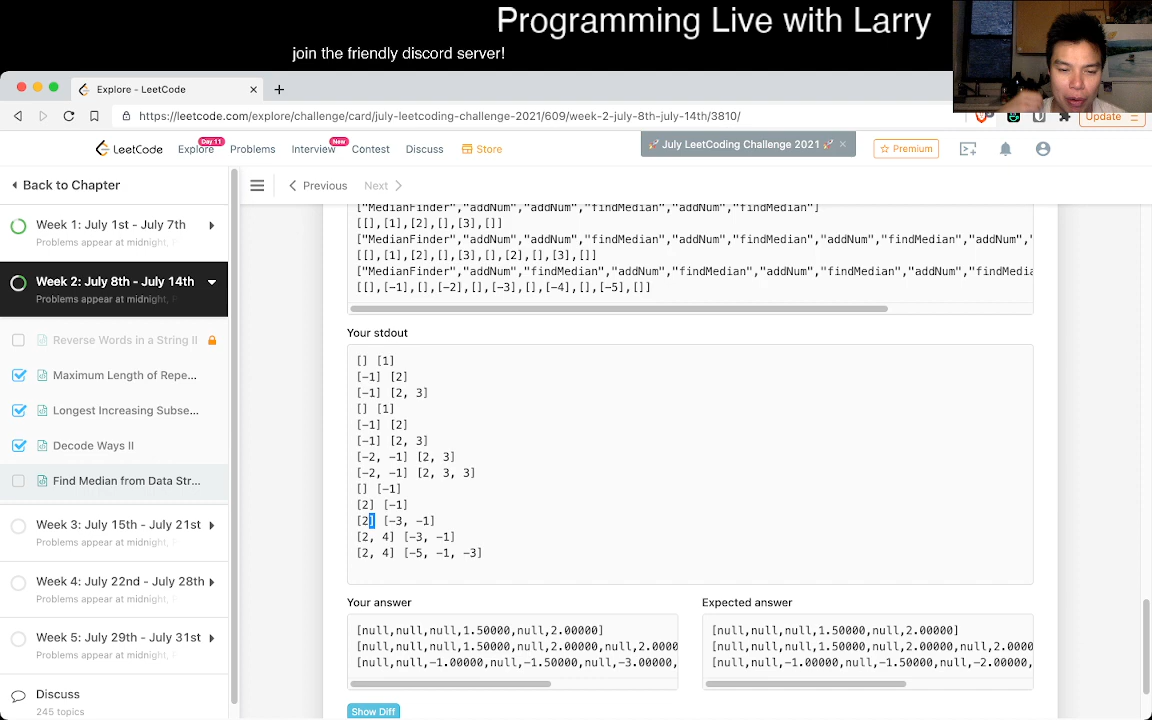 Programming Live with Larry
join the friendly discord server!
Explore - LeetCode
https://leetcode.com/explore/challenge/card/july-leetcoding-challenge-2021/609/week-2-july-8th-july-14th/3810/
Update
LeetCode
Explore
Day 11
Problems
Interview
New
Contest
Discuss
Store
🚀 July LeetCoding Challenge 2021 🚀
Premium
Back to Chapter
Previous
Next
Week 1: July 1st - July 7th
Problems appear at midnight,
Week 2: July 8th - July 14th
Problems appear at midnight,
Reverse Words in a String II
Maximum Length of Repe...
Longest Increasing Subse...
Decode Ways II
Find Median from Data Str...
Week 3: July 15th - July 21st
Problems appear at midnight,
Week 4: July 22nd - July 28th
Problems appear at midnight,
Week 5: July 29th - July 31st
Problems appear at midnight,
Discuss
245 topics
["MedianFinder","addNum","addNum","findMedian","addNum","findMedian"]
[[],[1],[2],[],[3],[]]
["MedianFinder","addNum","addNum","findMedian","addNum","findMedian","addNum","findMedian","addNum","
[[],[1],[2],[],[3],[],[2],[],[3],[]]
["MedianFinder","addNum","findMedian","addNum","findMedian","addNum","findMedian","addNum","findMedia
[[],[-1],[],[-2],[],[-3],[],[-4],[],[-5],[]]
Your stdout
[] [1]
[-1] [2]
[-1] [2, 3]
[] [1]
[-1] [2]
[-1] [2, 3]
[-2, -1] [2, 3]
[-2, -1] [2, 3, 3]
[] [-1]
[2] [-1]
[2] [-3, -1]
[2, 4] [-3, -1]
[2, 4] [-5, -1, -3]
Your answer
[null,null,null,1.50000,null,2.00000]
[null,null,null,1.50000,null,2.00000,null,2.0000
[null,null,-1.00000,null,-1.50000,null,-3.00000,
Expected answer
[null,null,null,1.50000,null,2.00000]
[null,null,null,1.50000,null,2.00000,null,2.0000
[null,null,-1.00000,null,-1.50000,null,-2.00000,
Show Diff